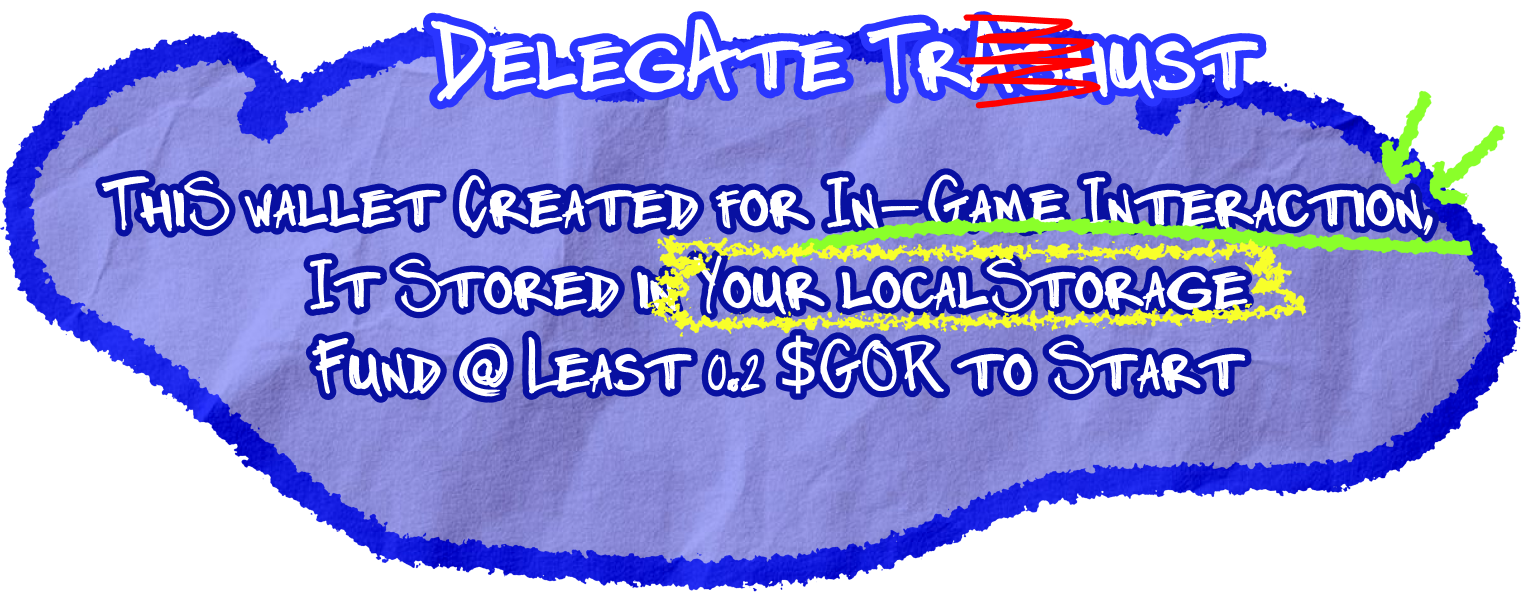 DELEGATE TRASHUST
THIS WALLET CREATED FOR IN-GAME INTERACTION,
IT STORED IN YOUR LOCALSTORAGE
FUND @ LEAST 0.2 $GOR TO START